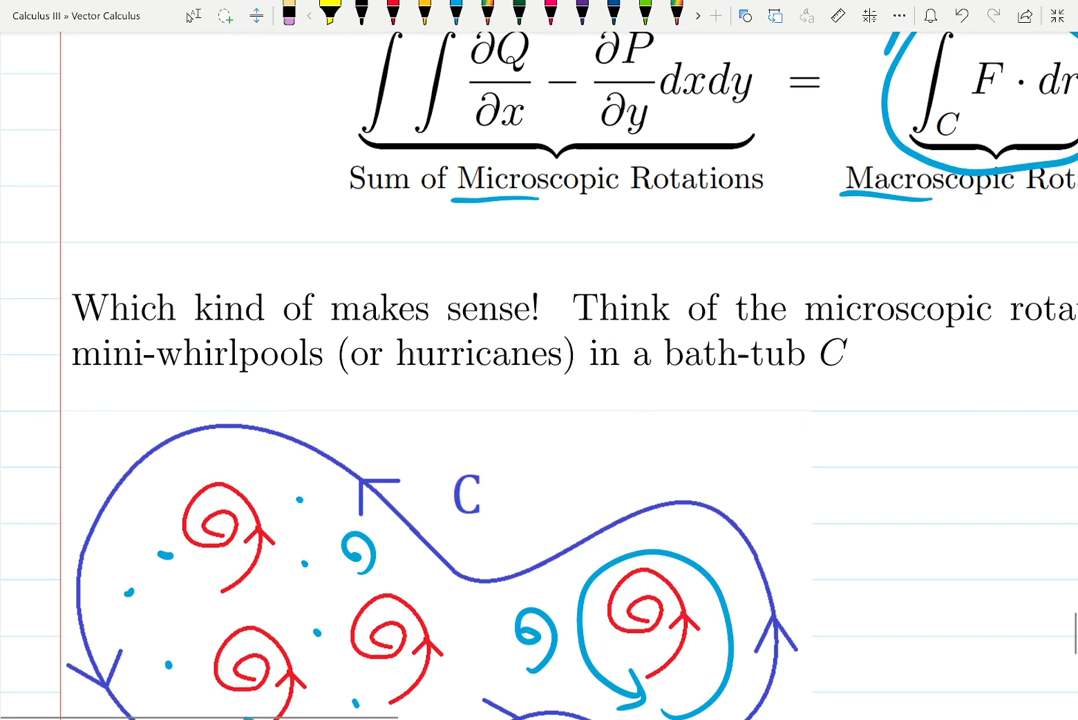 Calculus III » Vector Calculus
∫ ∫ ∂Q/∂x − ∂P/∂y dxdy = ∫_C F · dr
Sum of Microscopic Rotations Macroscopic Rot
Which kind of makes sense! Think of the microscopic rota
mini-whirlpools (or hurricanes) in a bath-tub C
C